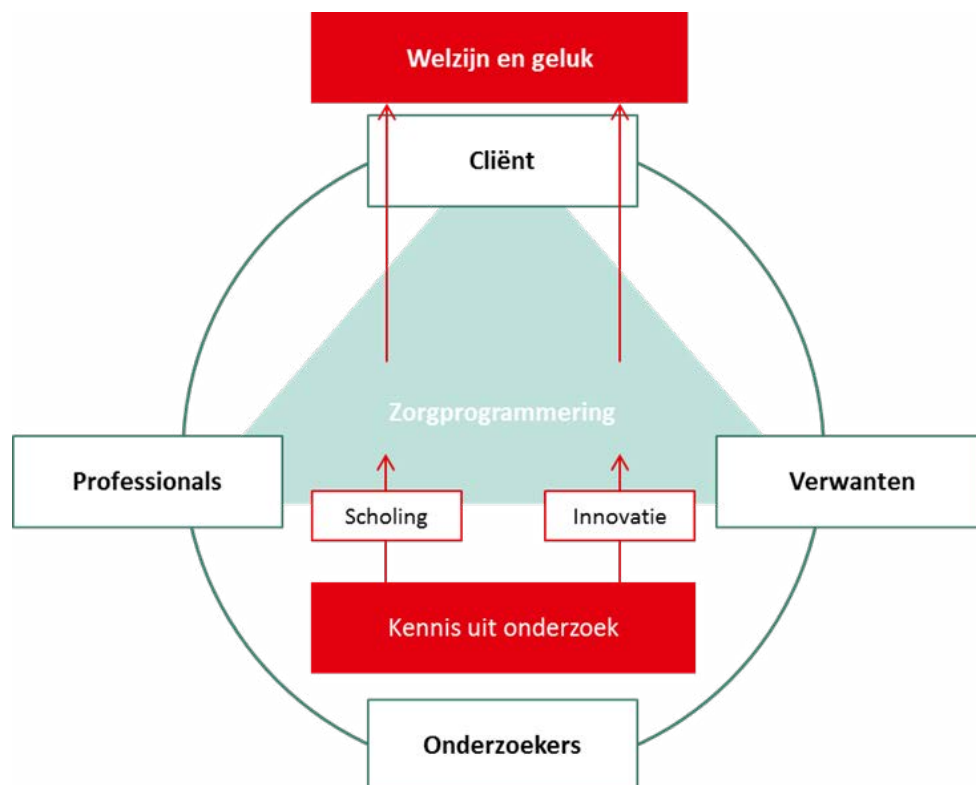 Welzijn en geluk
Cliënt
Zorgprogrammering
Professionals
Verwanten
Scholing
Innovatie
Kennis uit onderzoek
Onderzoekers